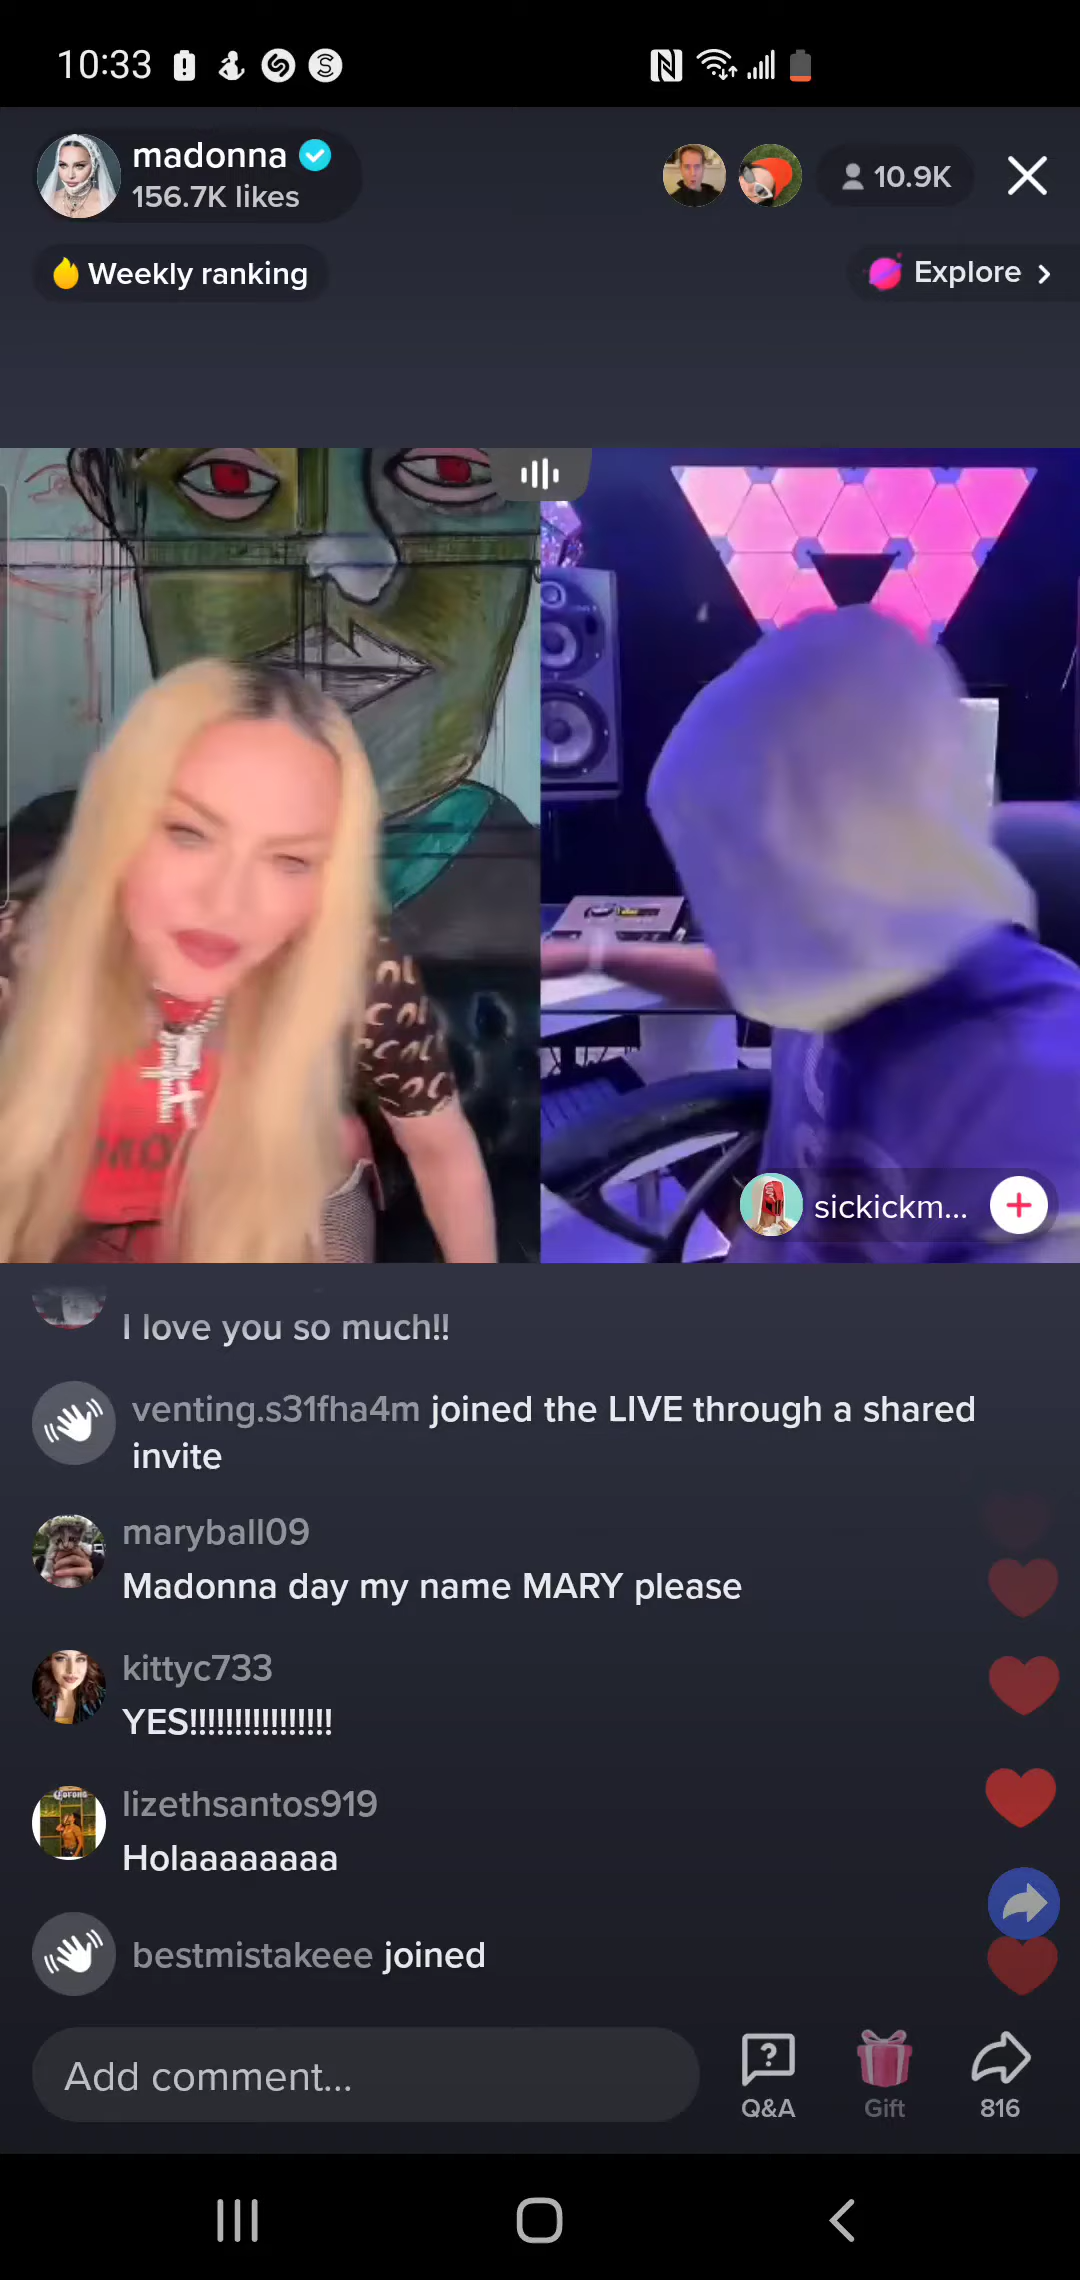 10:33
madonna
156.7K likes
10.9K
Weekly ranking
Explore
sickickm...
I love you so much!!
venting.s31fha4m joined the LIVE through a shared
invite
maryball09
Madonna day my name MARY please
kittyc733
YES!!!!!!!!!!!!!!!!
lizethsantos919
Holaaaaaaaa
bestmistakeee joined
Add comment...
Q&A
Gift
816